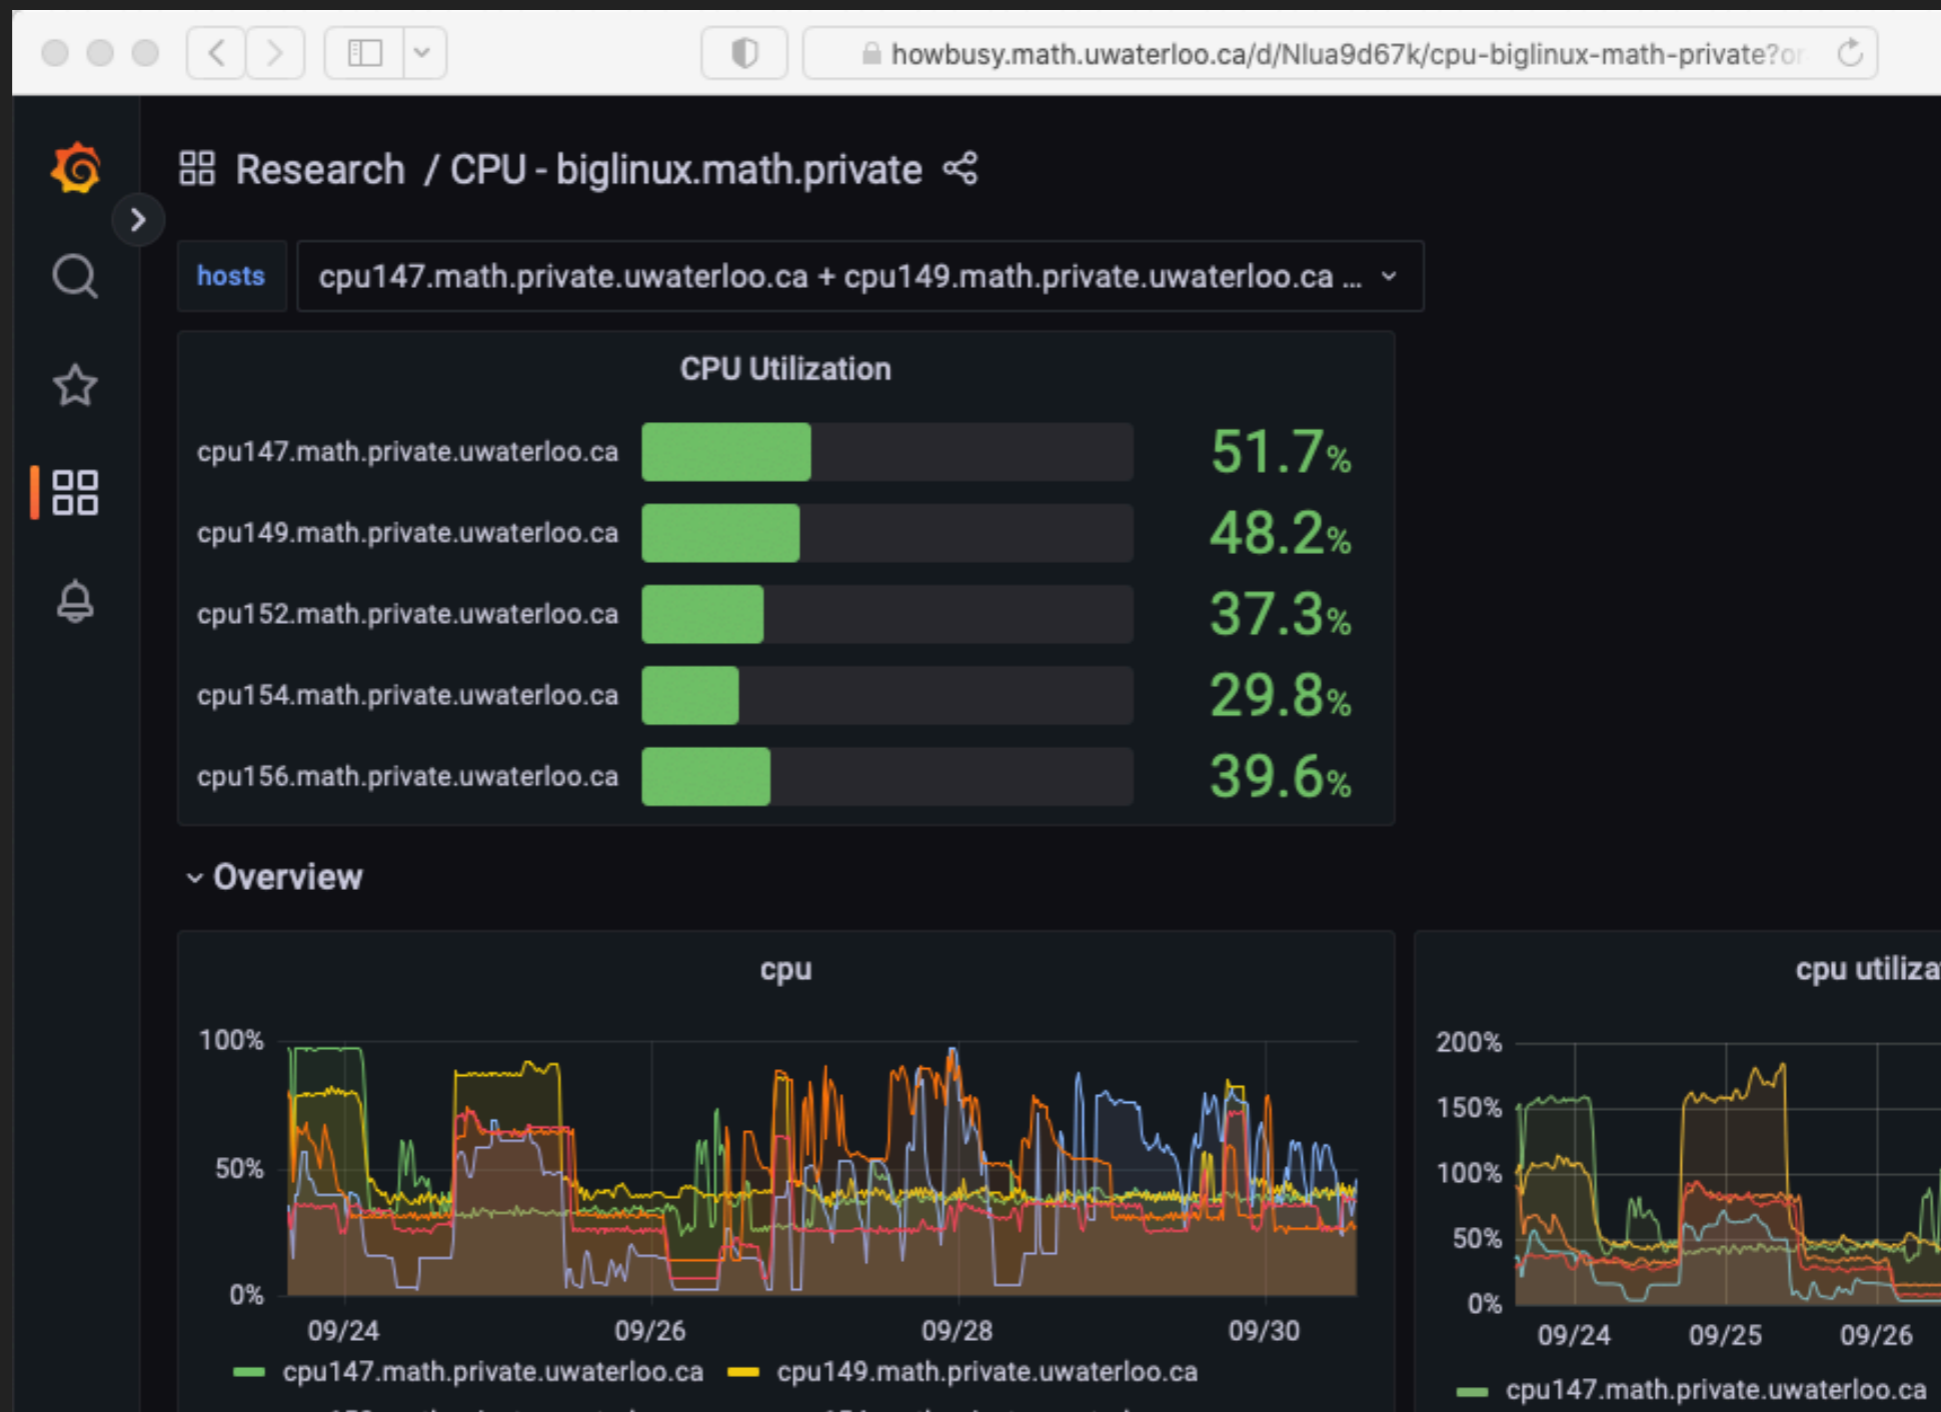 howbusy.math.uwaterloo.ca/d/Nlua9d67k/cpu-biglinux-math-private?or
Research / CPU - biglinux.math.private
hosts cpu147.math.private.uwaterloo.ca + cpu149.math.private.uwaterloo.ca ...
CPU Utilization
cpu147.math.private.uwaterloo.ca 51.7%
cpu149.math.private.uwaterloo.ca 48.2%
cpu152.math.private.uwaterloo.ca 37.3%
cpu154.math.private.uwaterloo.ca 29.8%
cpu156.math.private.uwaterloo.ca 39.6%
Overview
cpu
100%
50%
0%
09/24 09/26 09/28 09/30
cpu147.math.private.uwaterloo.ca cpu149.math.private.uwaterloo.ca
cpu utiliza
200%
150%
100%
50%
0%
09/24 09/25 09/26
cpu147.math.private.uwaterloo.ca